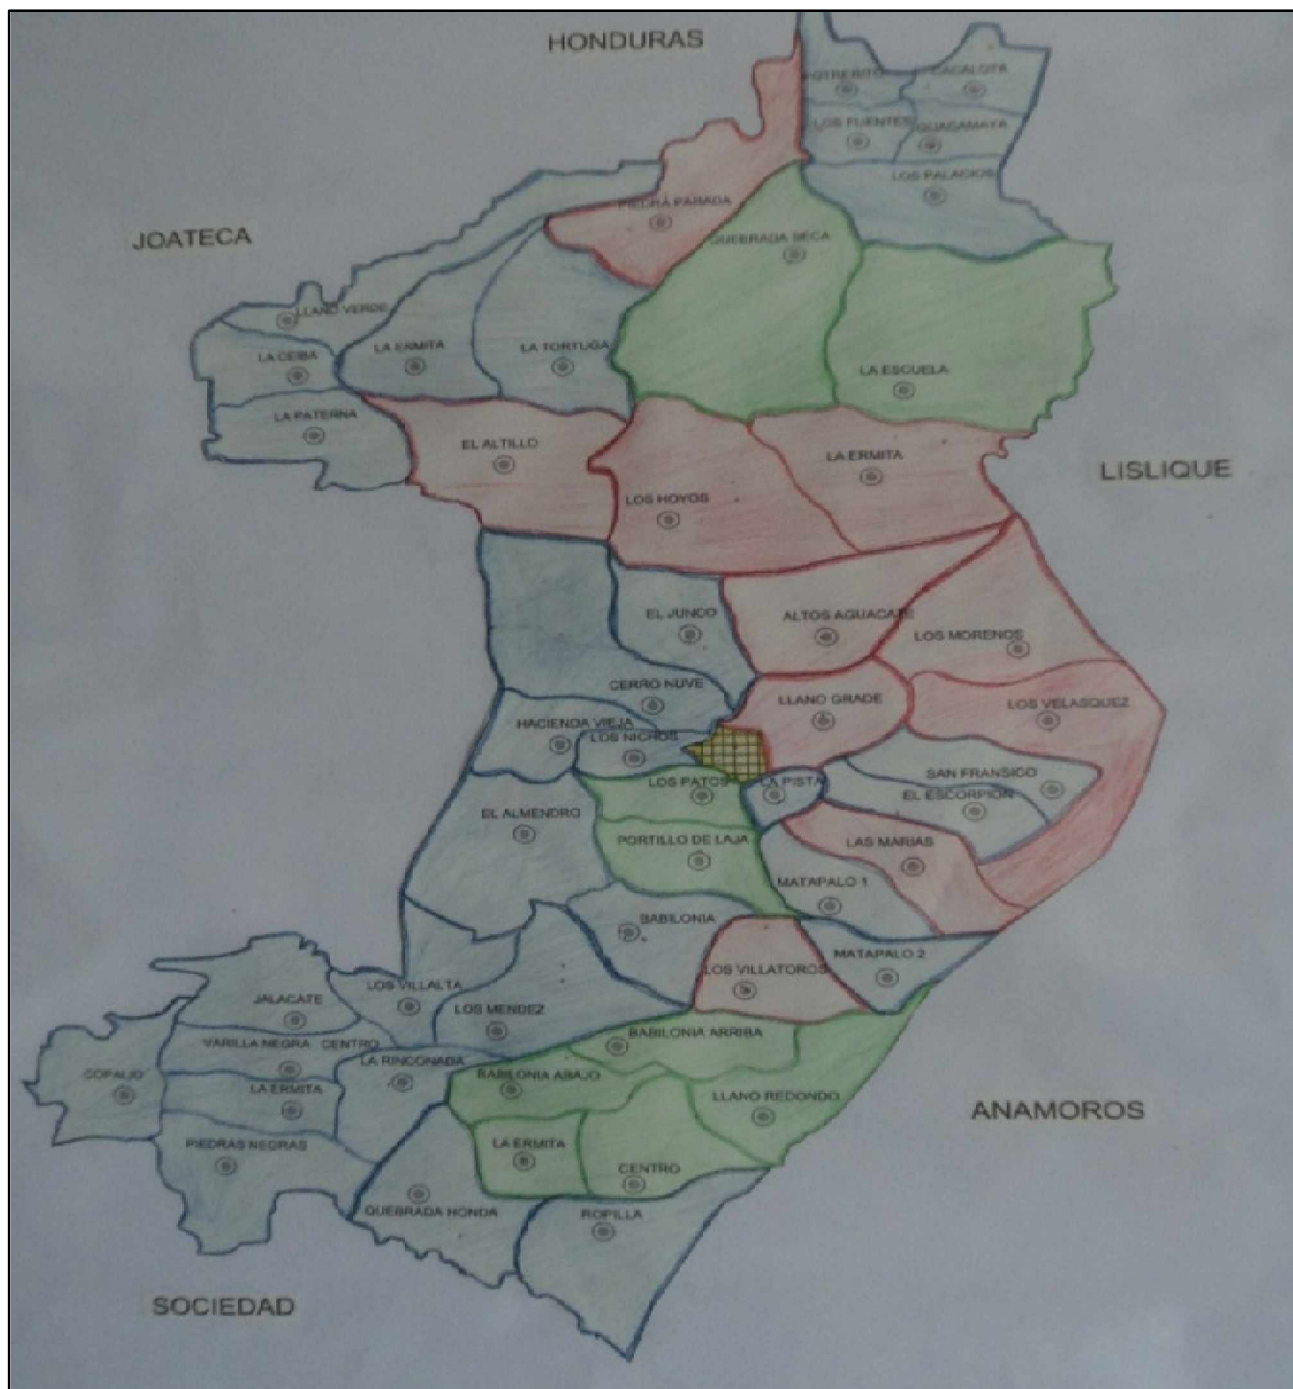 HONDURAS
CACALOTA
LOS FUENTES
GUACAMAYA
LOS PALACIOS
PIEDRA PARADA
QUEBRADA SECA
JOATECA
LLANO VERDE
LA CEIBA
LA ERMITA
LA TORTUGA
LA ESCUELA
LA PATERNA
EL ALTILLO
LA ERMITA
LISLIQUE
LOS HOYOS
EL JUNCO
ALTOS AGUACATE
LOS MORENOS
CERRO NUVE
LLANO GRADE
LOS VELASQUEZ
HACIENDA VIEJA
LOS NICHOS
LOS PATOS
LA PISTA
SAN FRANSICO
EL ESCORPION
EL ALMENDRO
PORTILLO DE LAJA
LAS MARIAS
MATAPALO 1
BABILONIA
MATAPALO 2
LOS VILLATOROS
LOS VILLALTA
JALACATE
LOS MENDEZ
BABILONIA ARRIBA
VARILLA NEGRA CENTRO
LA RINCONADA
COPALIO
LA ERMITA
BABILONIA ABAJO
LLANO REDONDO
ANAMOROS
PIEDRAS NEGRAS
LA ERMITA
CENTRO
QUEBRADA HONDA
ROPILLA
SOCIEDAD